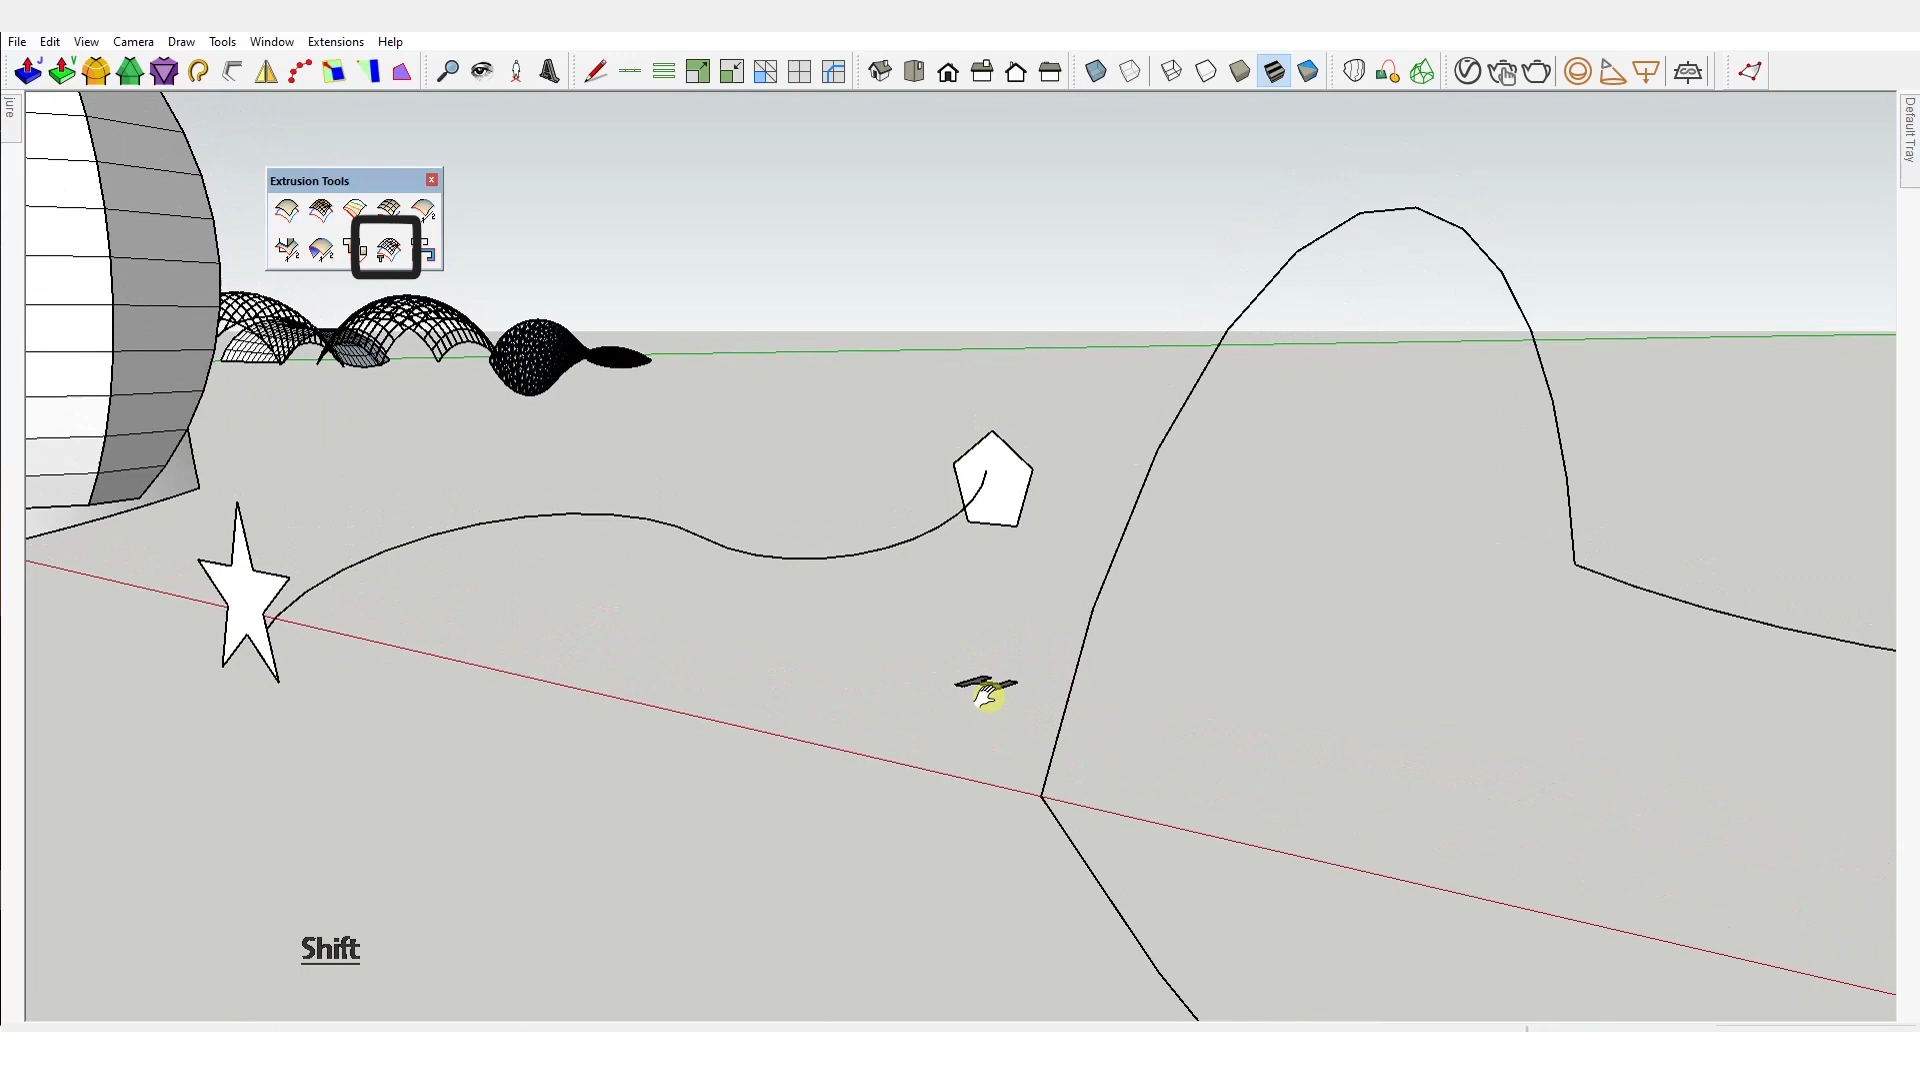 File Edit View Camera Draw Tools Window Extensions Help
Extrusion Tools
Default Tray
Shift